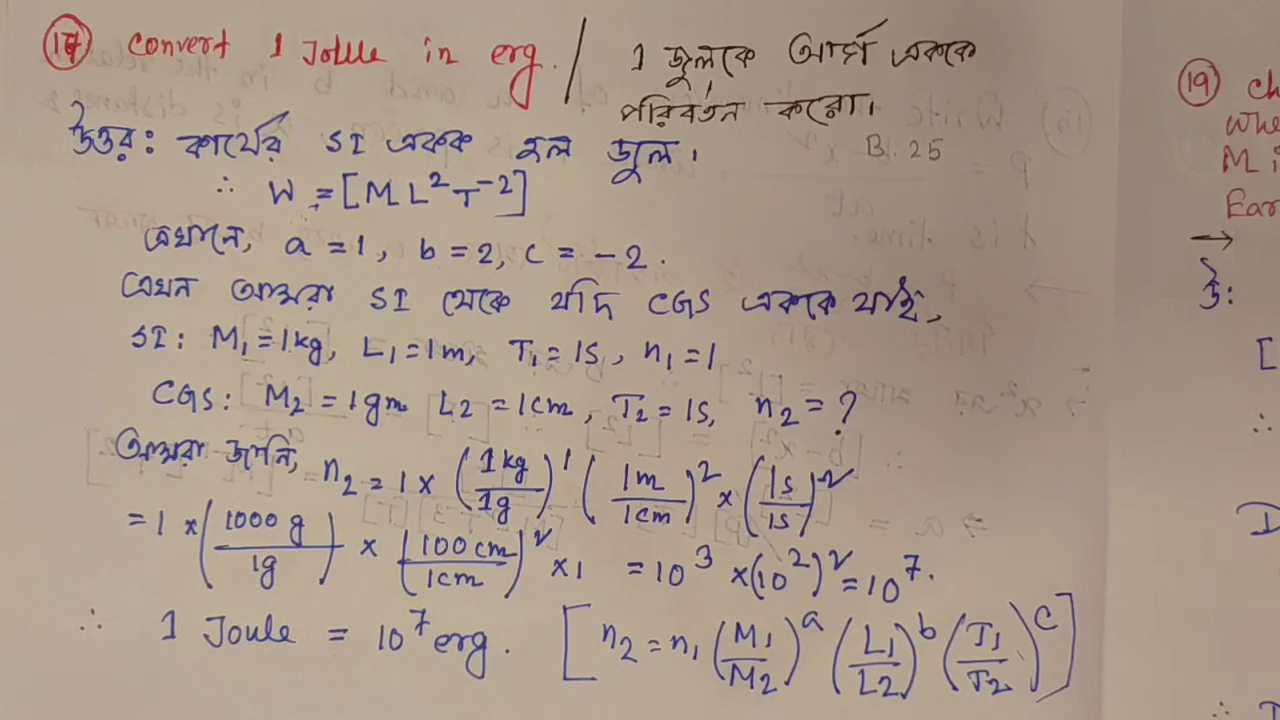 17 convert 1 Joule in erg. / 1 জুলকে আর্গ এককে
পরিবর্তন করো।
B. 25
উত্তর: কার্যের SI একক হল জুল।
∴ W = [M L² T⁻²]
এখানে, a = 1, b = 2, c = -2.
এখন আমরা SI থেকে যদি CGS এককে যাই,
SI: M₁ = 1kg, L₁ = 1m, T₁ = 1s, n₁ = 1
CGS: M₂ = 1gm L2 = 1cm, T₂ = 1s, n₂ = ?
আমরা জানি, n₂ = 1 × (1kg/1g)¹ (1m/1cm)² × (1s/1s)⁻²
= 1 × (1000 g/1g) × (100 cm/1cm)² × 1 = 10³ × (10²)² = 10⁷.
∴ 1 Joule = 10⁷ erg. [n₂ = n₁ (M₁/M₂)ᵃ (L₁/L2)ᵇ (T₁/T₂)ᶜ]
19
M
উ:
[
∴